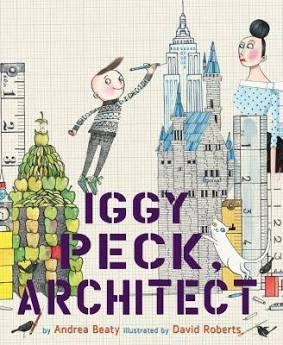 IGGY
PECK,
ARCHITECT
by Andrea Beaty illustrated by David Roberts